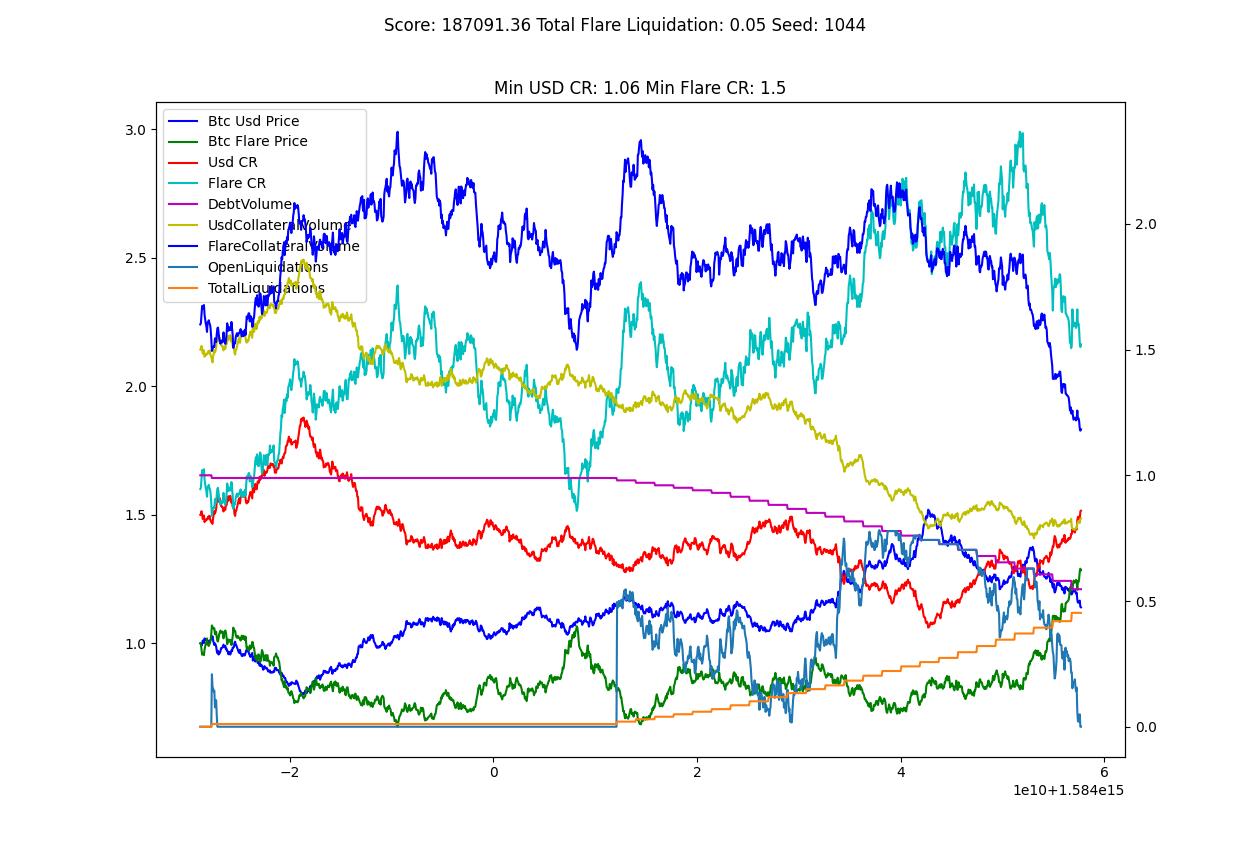 Score: 187091.36 Total Flare Liquidation: 0.05 Seed: 1044
Min USD CR: 1.06 Min Flare CR: 1.5
Btc Usd Price
Btc Flare Price
Usd CR
Flare CR
DebtVolume
UsdCollateralVolume
FlareCollateralVolume
OpenLiquidations
TotalLiquidations
3.0
2.5
2.0
1.5
1.0
2.0
1.5
1.0
0.5
0.0
−2
0
2
4
6
1e10+1.584e15